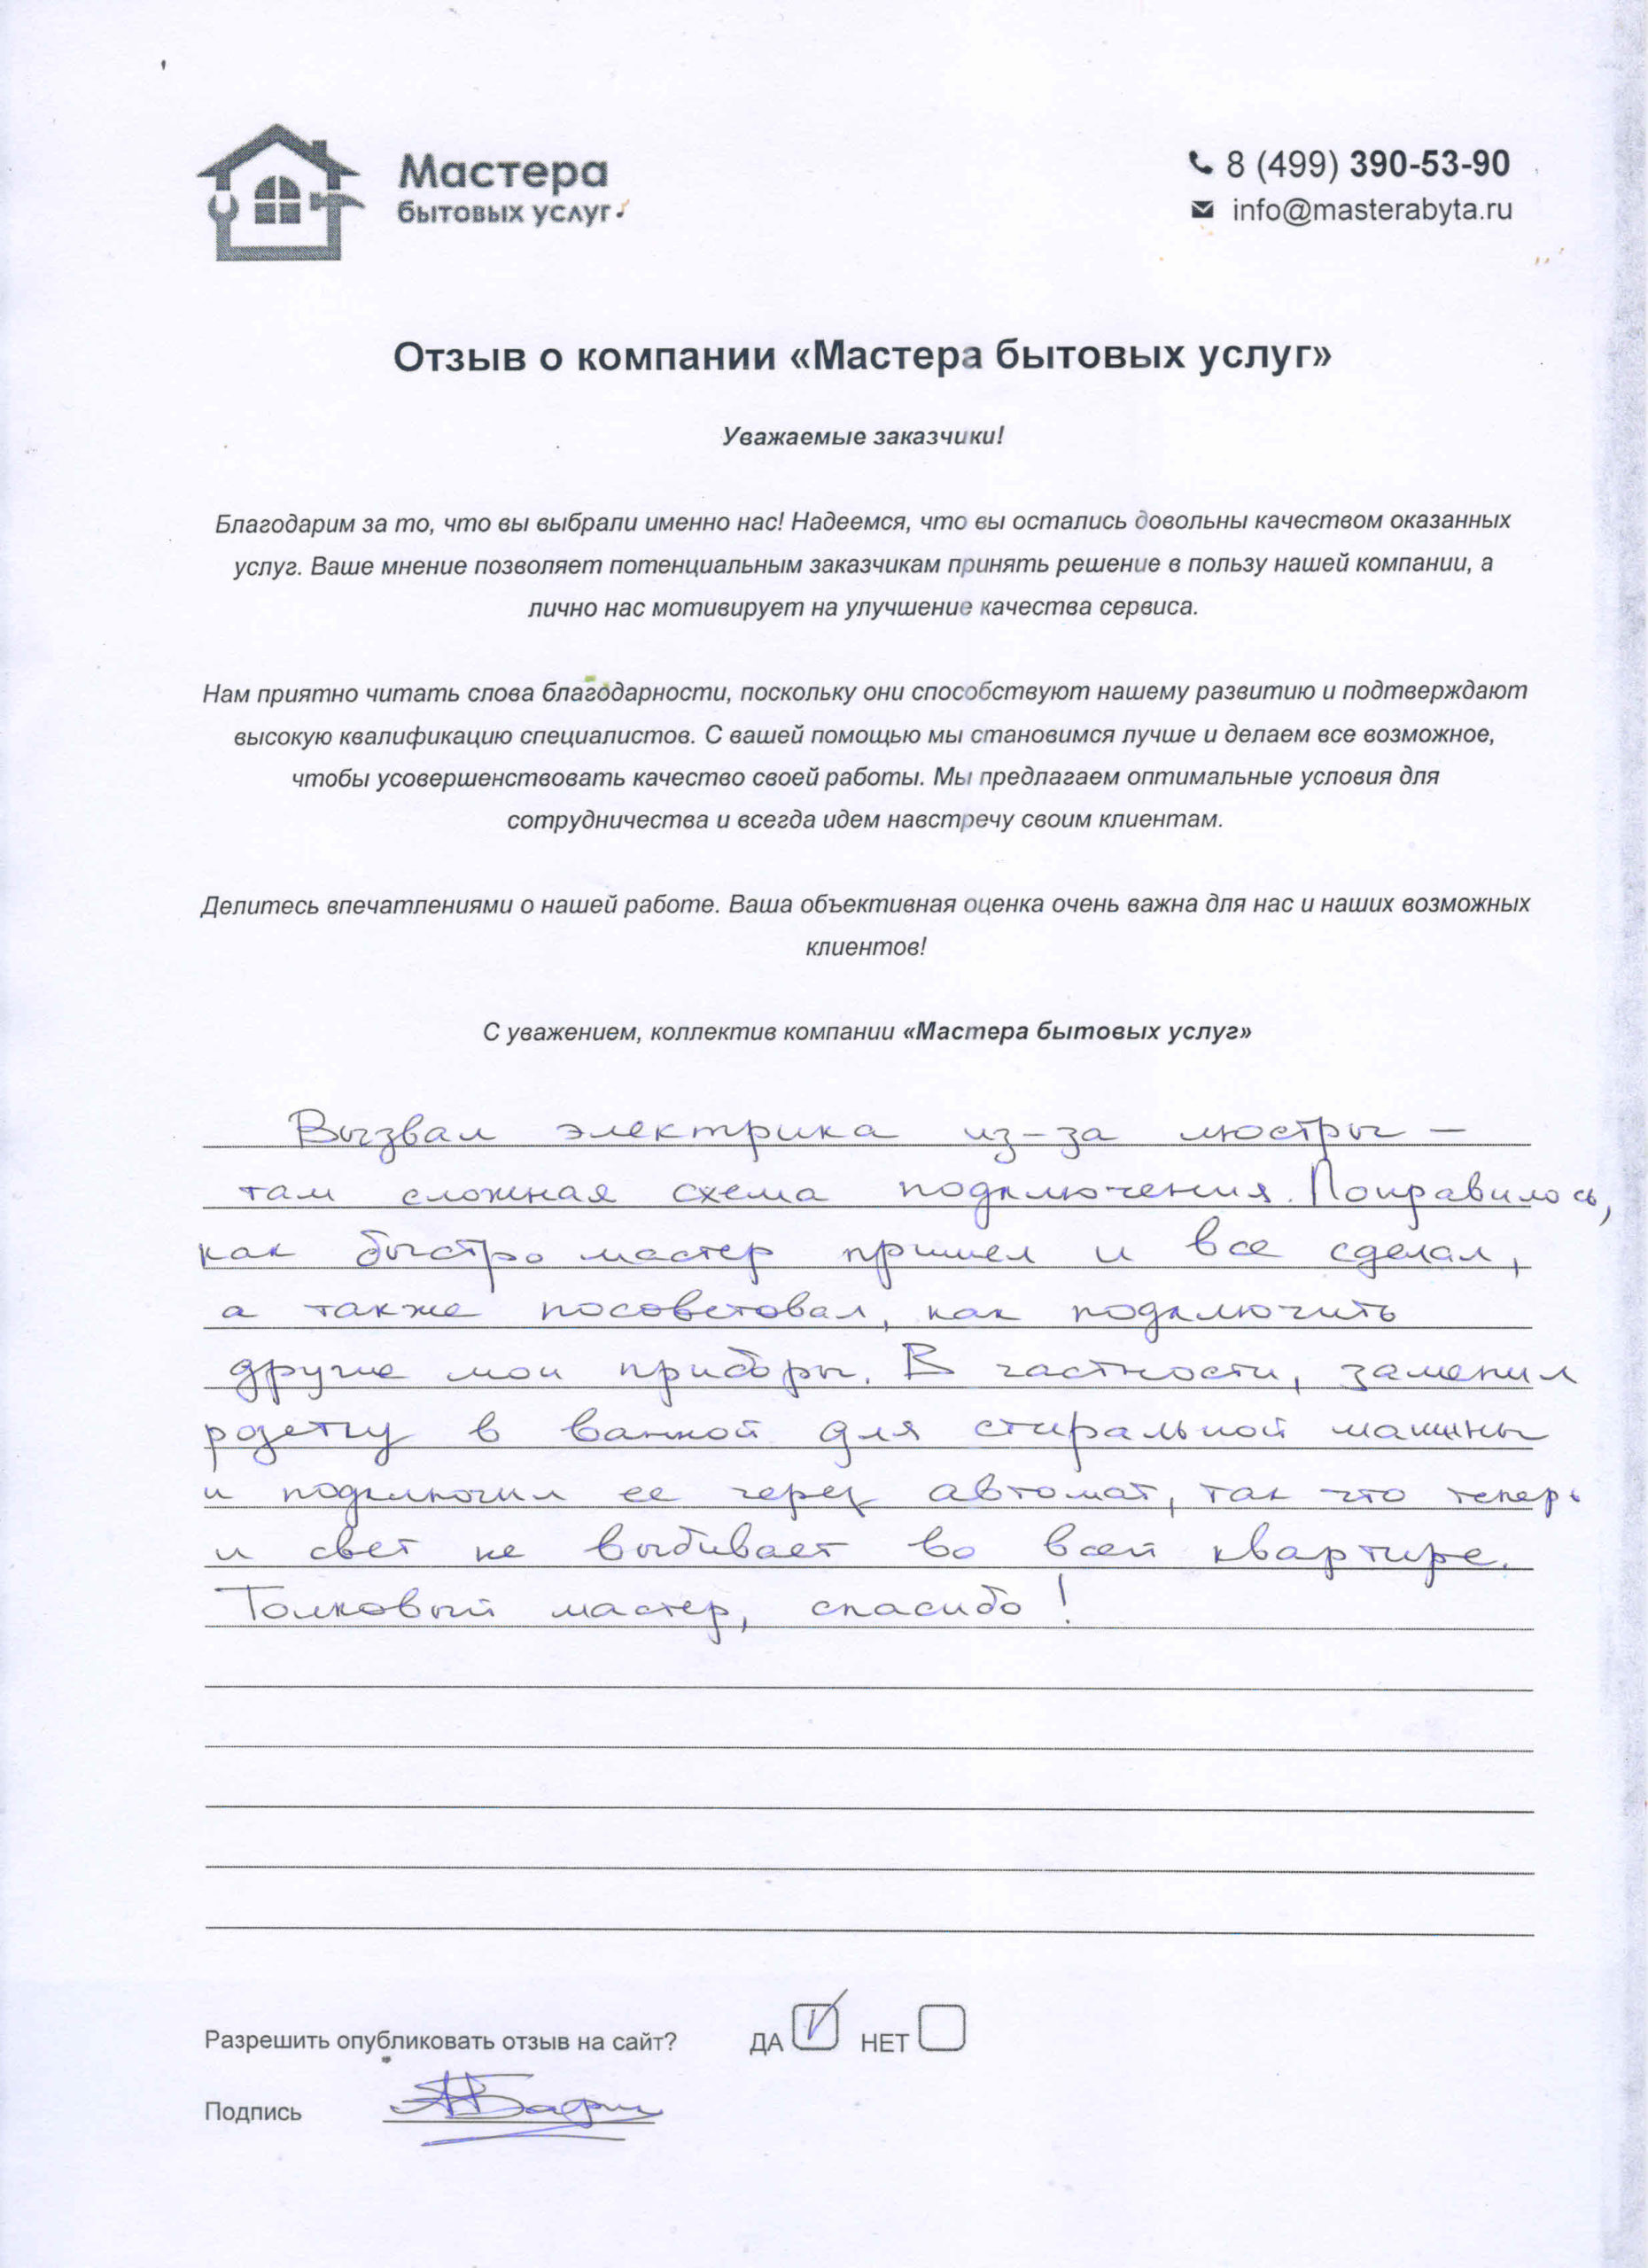 Мастера
бытовых услуг
8 (499) 390-53-90
info@masterabyta.ru
Отзыв о компании «Мастера бытовых услуг»
Уважаемые заказчики!
Благодарим за то, что вы выбрали именно нас! Надеемся, что вы остались довольны качеством оказанных
услуг. Ваше мнение позволяет потенциальным заказчикам принять решение в пользу нашей компании, а
лично нас мотивирует на улучшение качества сервиса.
Нам приятно читать слова благодарности, поскольку они способствуют нашему развитию и подтверждают
высокую квалификацию специалистов. С вашей помощью мы становимся лучше и делаем все возможное,
чтобы усовершенствовать качество своей работы. Мы предлагаем оптимальные условия для
сотрудничества и всегда идем навстречу своим клиентам.
Делитесь впечатлениями о нашей работе. Ваша объективная оценка очень важна для нас и наших возможных
клиентов!
С уважением, коллектив компании «Мастера бытовых услуг»
Вызвал электрика из-за люстры –
там сложная схема подключения. Понравилось,
как быстро мастер пришел и все сделал,
а также посоветовал, как подключить
другие мои приборы. В частности, заменил
розетку в ванной для стиральной машины
и подключил ее через автомат, так что теперь
и свет не выбивает во всей квартире.
Толковый мастер, спасибо!
Разрешить опубликовать отзыв на сайт? ДА НЕТ
Подпись